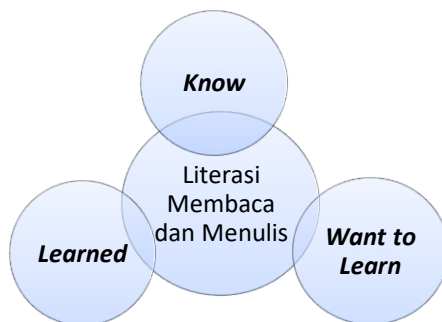 Know
Literasi
Membaca
dan Menulis
Learned
Want to
Learn